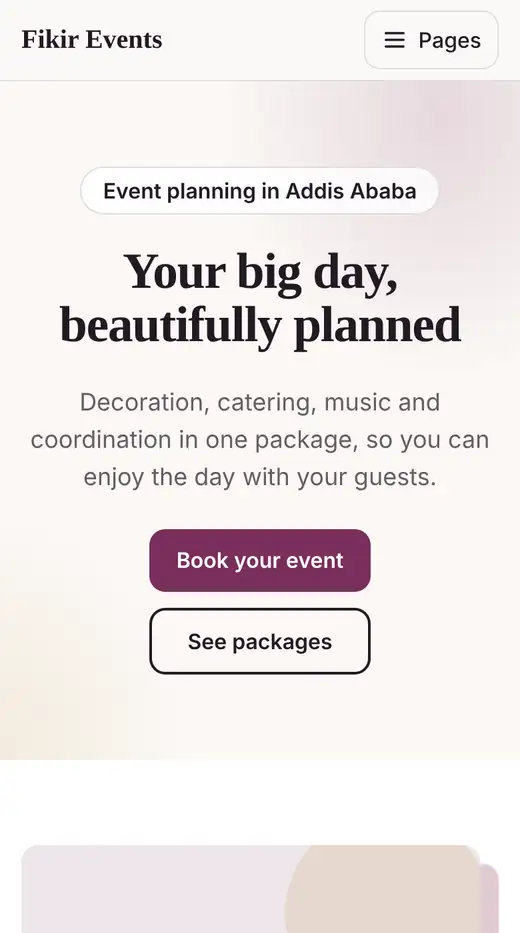 Fikir Events
Pages
Event planning in Addis Ababa
Your big day,
beautifully planned
Decoration, catering, music and
coordination in one package, so you can
enjoy the day with your guests.
Book your event
See packages